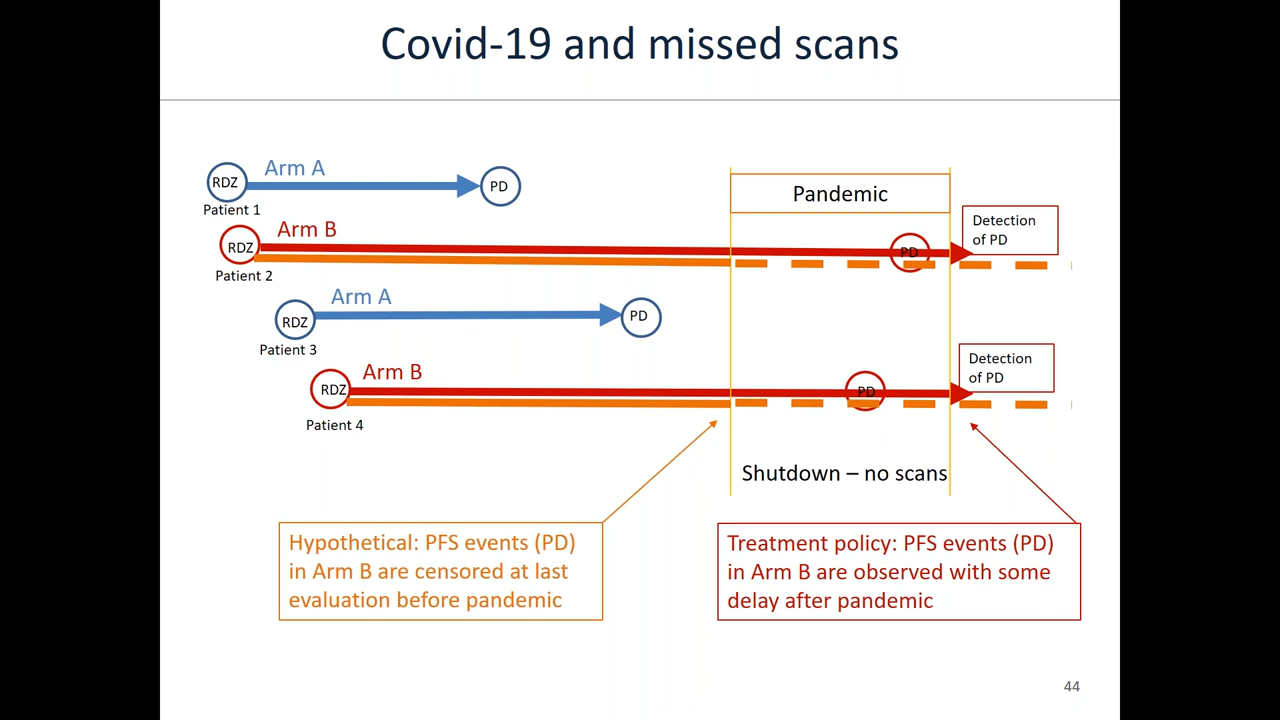 Covid-19 and missed scans
Arm A
RDZ
PD
Patient 1
Pandemic
Arm B
RDZ
PD
Detection
of PD
Patient 2
Arm A
RDZ
PD
Patient 3
Arm B
RDZ
PD
Detection
of PD
Patient 4
Shutdown – no scans
Hypothetical: PFS events (PD)
in Arm B are censored at last
evaluation before pandemic
Treatment policy: PFS events (PD)
in Arm B are observed with some
delay after pandemic
44